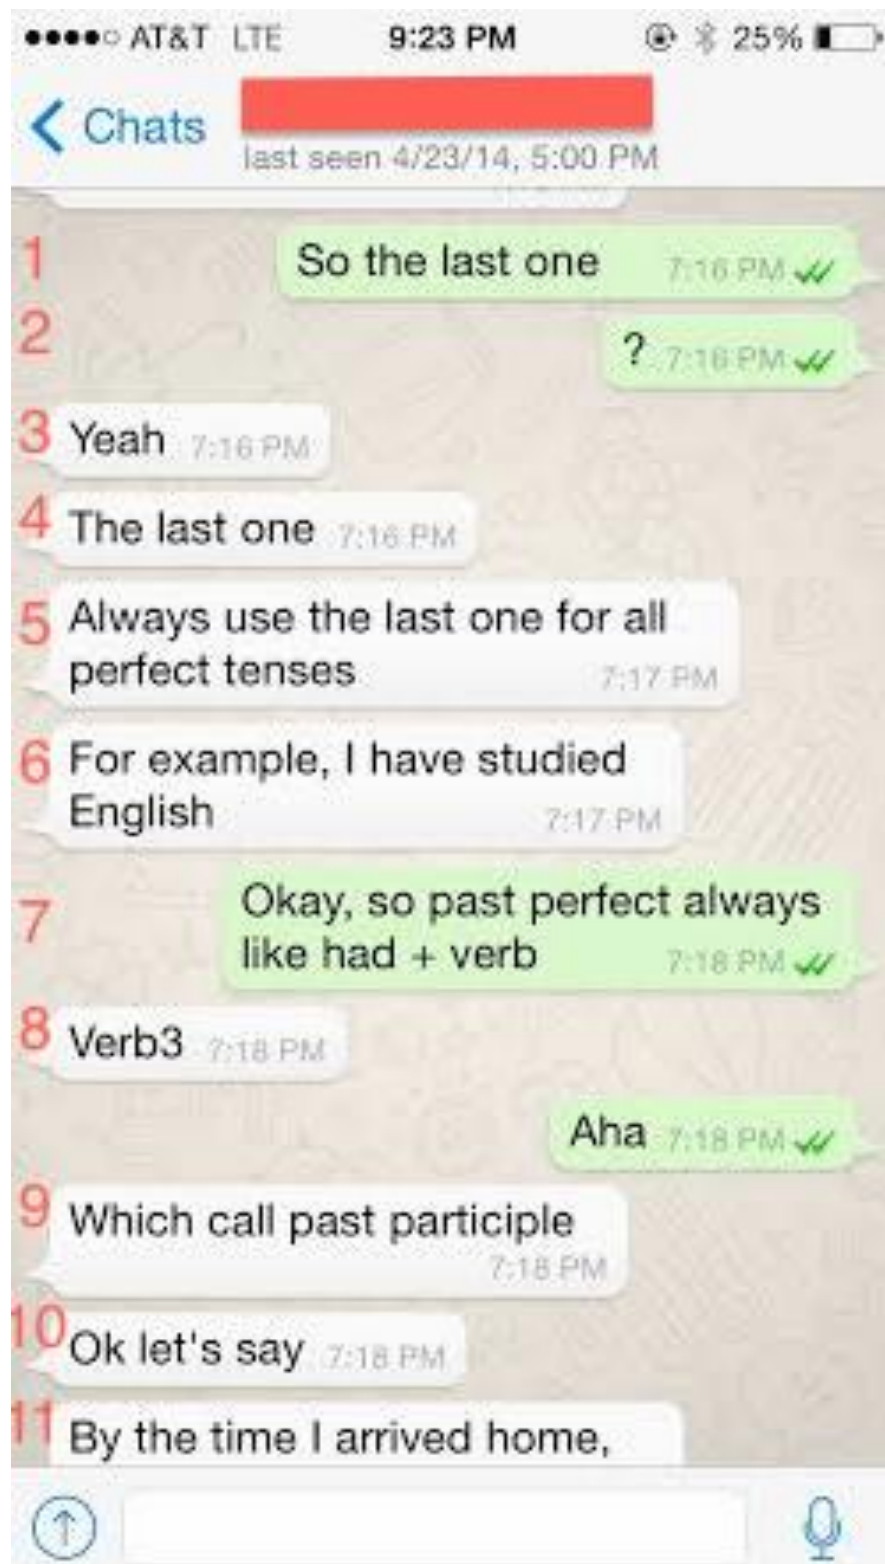 AT&T LTE 9:23 PM 25%
Chats
last seen 4/23/14, 5:00 PM
1 So the last one 7:16 PM
2 ? 7:16 PM
3 Yeah 7:16 PM
4 The last one 7:16 PM
5 Always use the last one for all
perfect tenses 7:17 PM
6 For example, I have studied
English 7:17 PM
7 Okay, so past perfect always
like had + verb 7:18 PM
8 Verb3 7:18 PM
Aha 7:18 PM
9 Which call past participle
7:18 PM
10 Ok let's say 7:18 PM
11 By the time I arrived home,